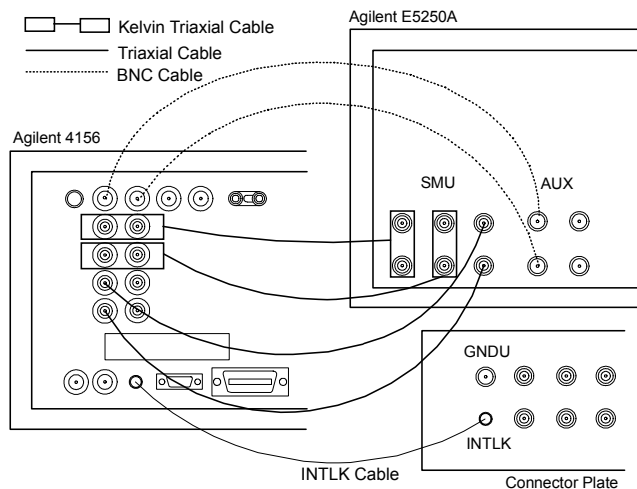 Agilent E5250A
Kelvin Triaxial Cable
Triaxial Cable
BNC Cable
Agilent 4156
SMU
AUX
GNDU
INTLK
INTLK Cable
Connector Plate